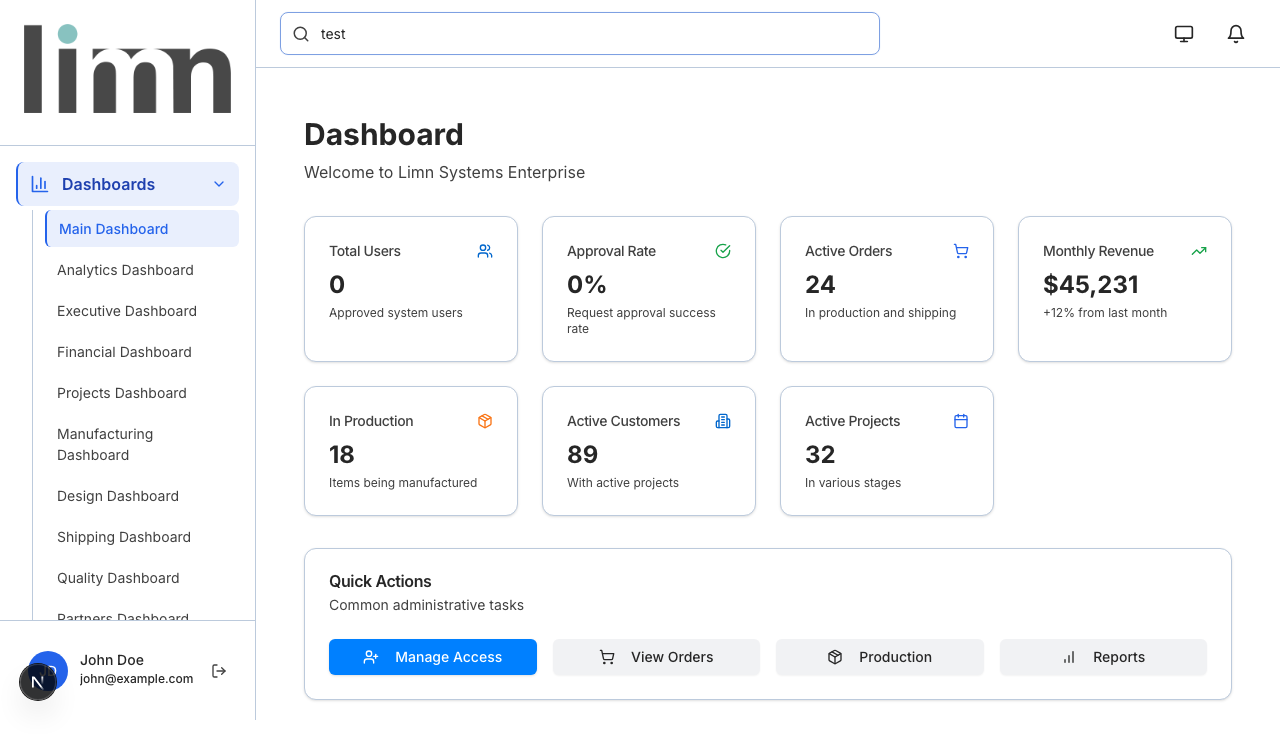 limn
test
Dashboards
Main Dashboard
Analytics Dashboard
Executive Dashboard
Financial Dashboard
Projects Dashboard
Manufacturing
Dashboard
Design Dashboard
Shipping Dashboard
Quality Dashboard
Partners Dashboard
John Doe
john@example.com
N
Dashboard
Welcome to Limn Systems Enterprise
Total Users
0
Approved system users
Approval Rate
0%
Request approval success
rate
Active Orders
24
In production and shipping
Monthly Revenue
$45,231
+12% from last month
In Production
18
Items being manufactured
Active Customers
89
With active projects
Active Projects
32
In various stages
Quick Actions
Common administrative tasks
Manage Access
View Orders
Production
Reports